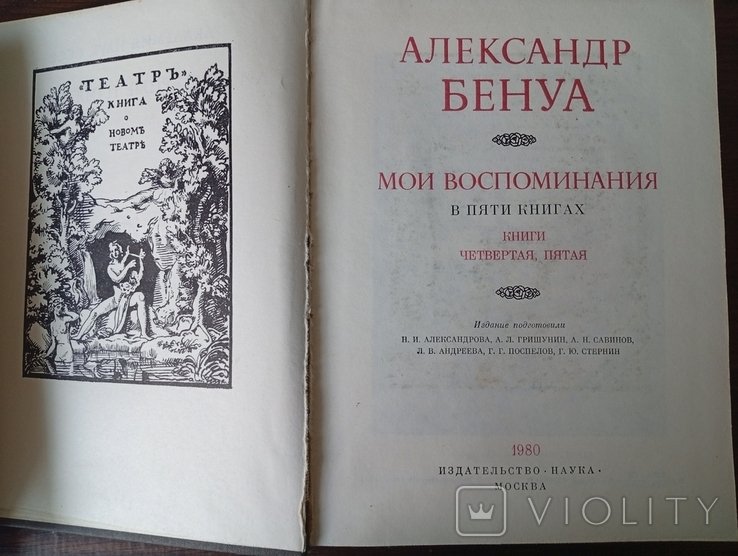 „ТЕАТРЪ"
КНИГА
О
НОВОМЪ
ТЕАТРѢ
АЛЕКСАНДР
БЕНУА
МОИ ВОСПОМИНАНИЯ
В ПЯТИ КНИГАХ
КНИГИ
ЧЕТВЕРТАЯ, ПЯТАЯ
Издание подготовили
Н. И. АЛЕКСАНДРОВА, А. Л. ГРИШУНИН, А. Н. САВИНОВ,
Л. В. АНДРЕЕВА, Г. Г. ПОСПЕЛОВ, Г. Ю. СТЕРНИН
1980
ИЗДАТЕЛЬСТВО · НАУКА ·
МОСКВА
VIOLITY